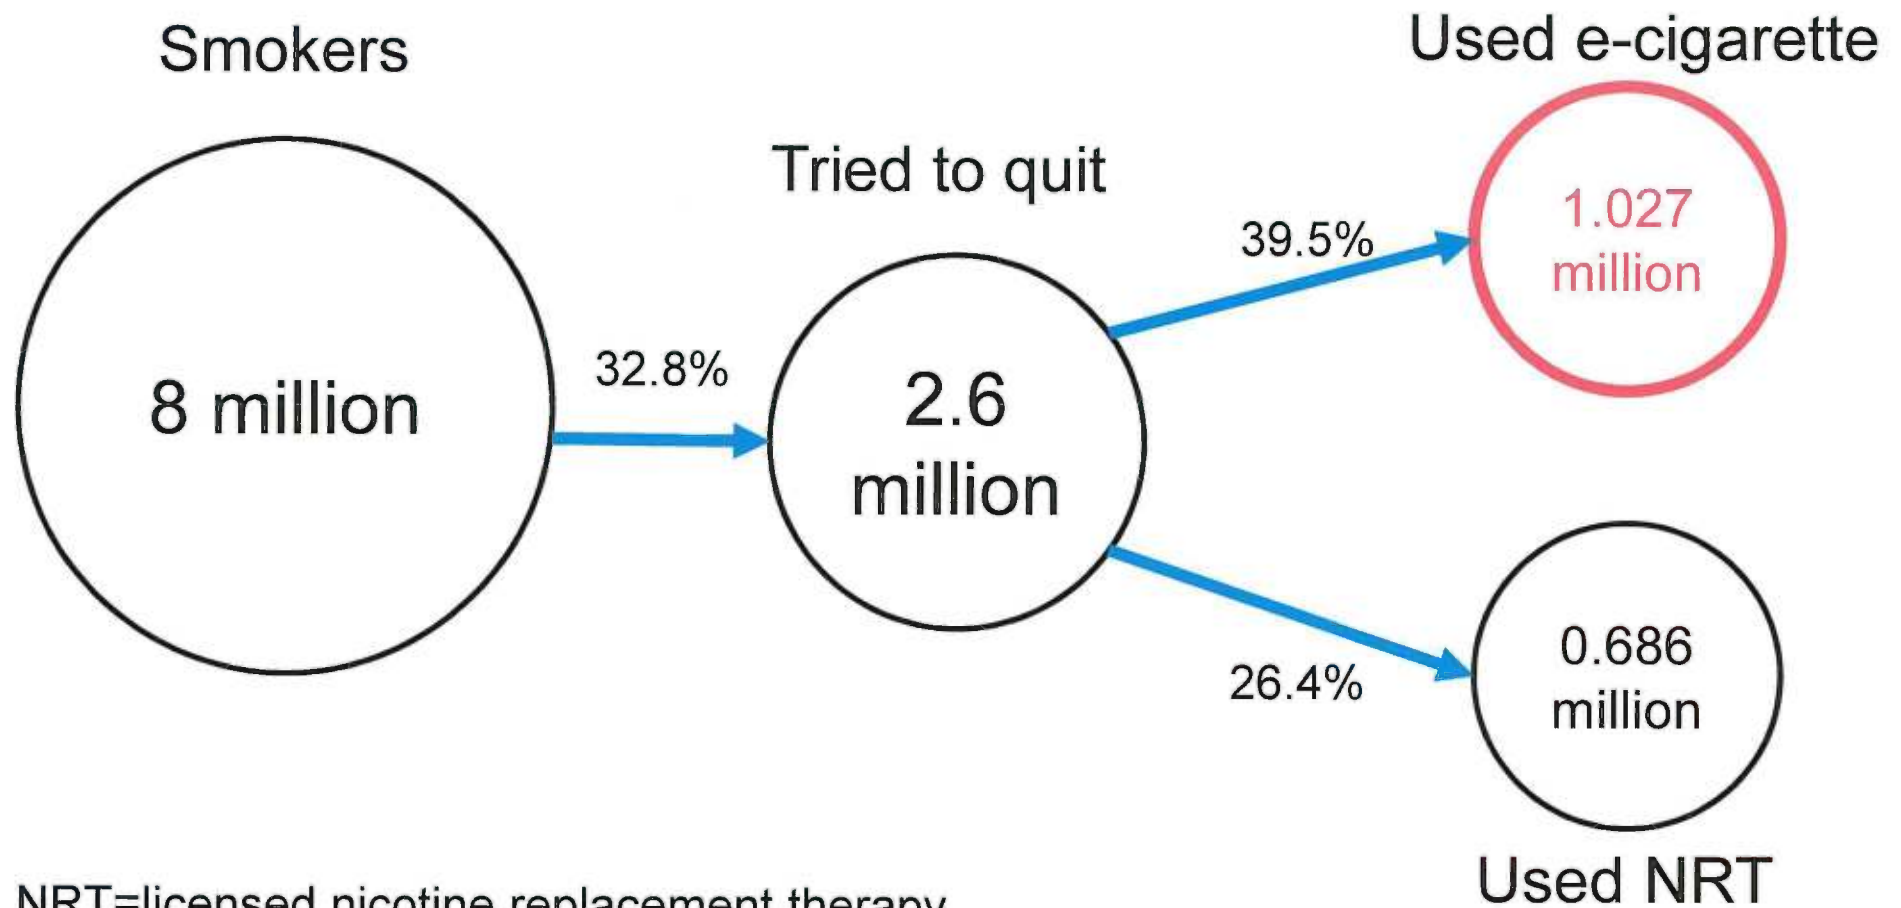 Smokers
8 million
32.8%
Tried to quit
2.6
million
39.5%
Used e-cigarette
1.027
million
26.4%
0.686
million
Used NRT
NRT=licensed nicotine replacement therapy